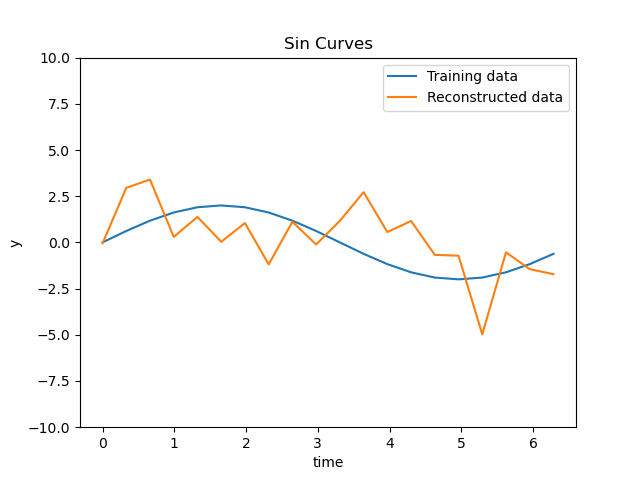 Sin Curves
Training data
Reconstructed data
10.0
7.5
5.0
2.5
0.0
−2.5
−5.0
−7.5
−10.0
y
0 1 2 3 4 5 6
time